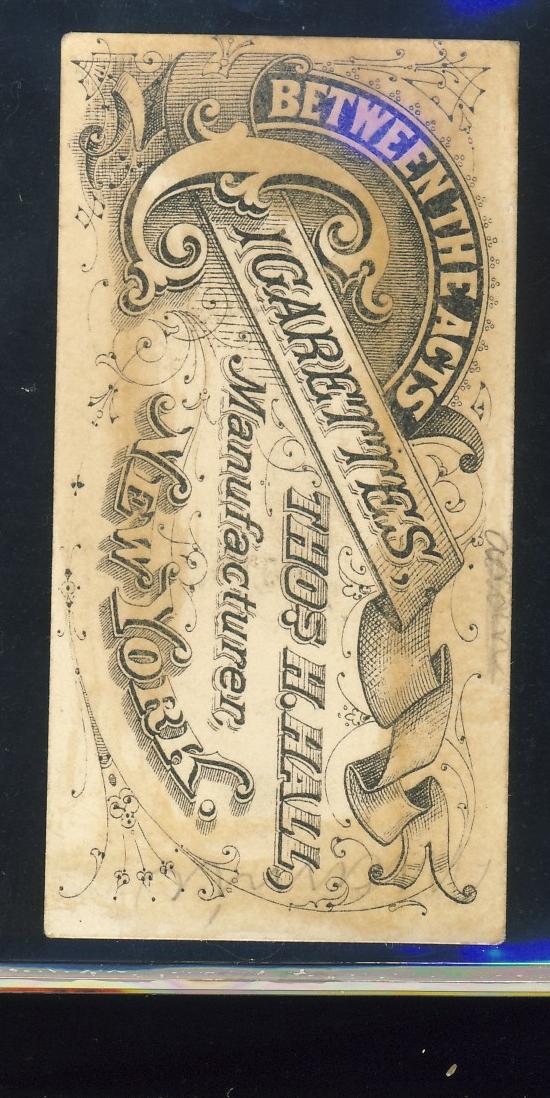 BETWEEN THE ACTS
CIGARETTES,
THOS H. HALL,
Manufacturer,
NEW YORK.